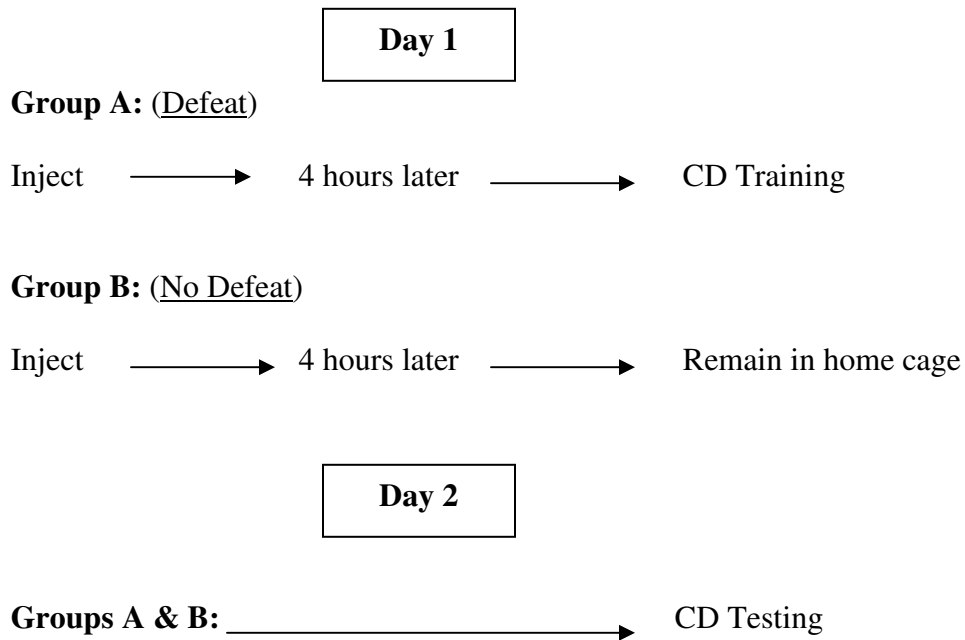 Day 1
Group A: (Defeat)
Inject 4 hours later CD Training
Group B: (No Defeat)
Inject 4 hours later Remain in home cage
Day 2
Groups A & B: CD Testing